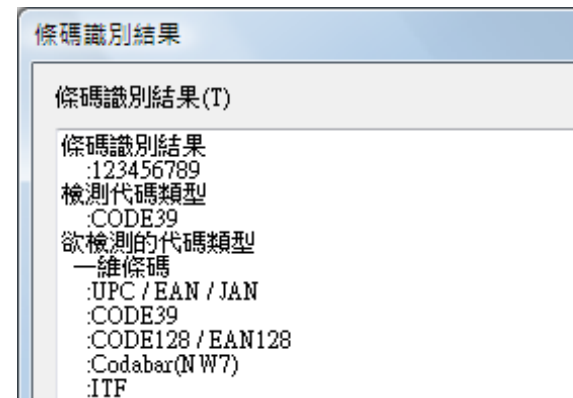 條碼識別結果
條碼識別結果(T)
條碼識別結果
:123456789
檢測代碼類型
:CODE39
欲檢測的代碼類型
一維條碼
:UPC / EAN / JAN
:CODE39
:CODE128 / EAN128
:Codabar(NW7)
:ITF